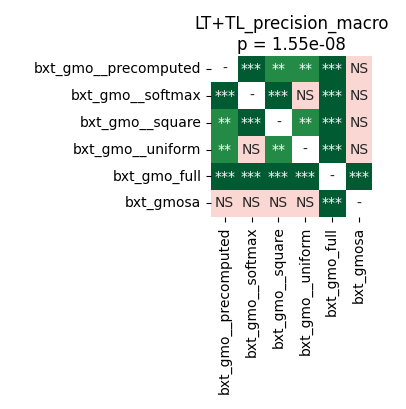 LT+TL_precision_macro
p = 1.55e-08
bxt_gmo__precomputed - *** ** ** *** NS
bxt_gmo__softmax *** - *** NS *** NS
bxt_gmo__square ** *** - ** *** NS
bxt_gmo__uniform ** NS ** - *** NS
bxt_gmo_full *** *** *** *** - ***
bxt_gmosa NS NS NS NS *** -
bxt_gmo__precomputed
bxt_gmo__softmax
bxt_gmo__square
bxt_gmo__uniform
bxt_gmo_full
bxt_gmosa